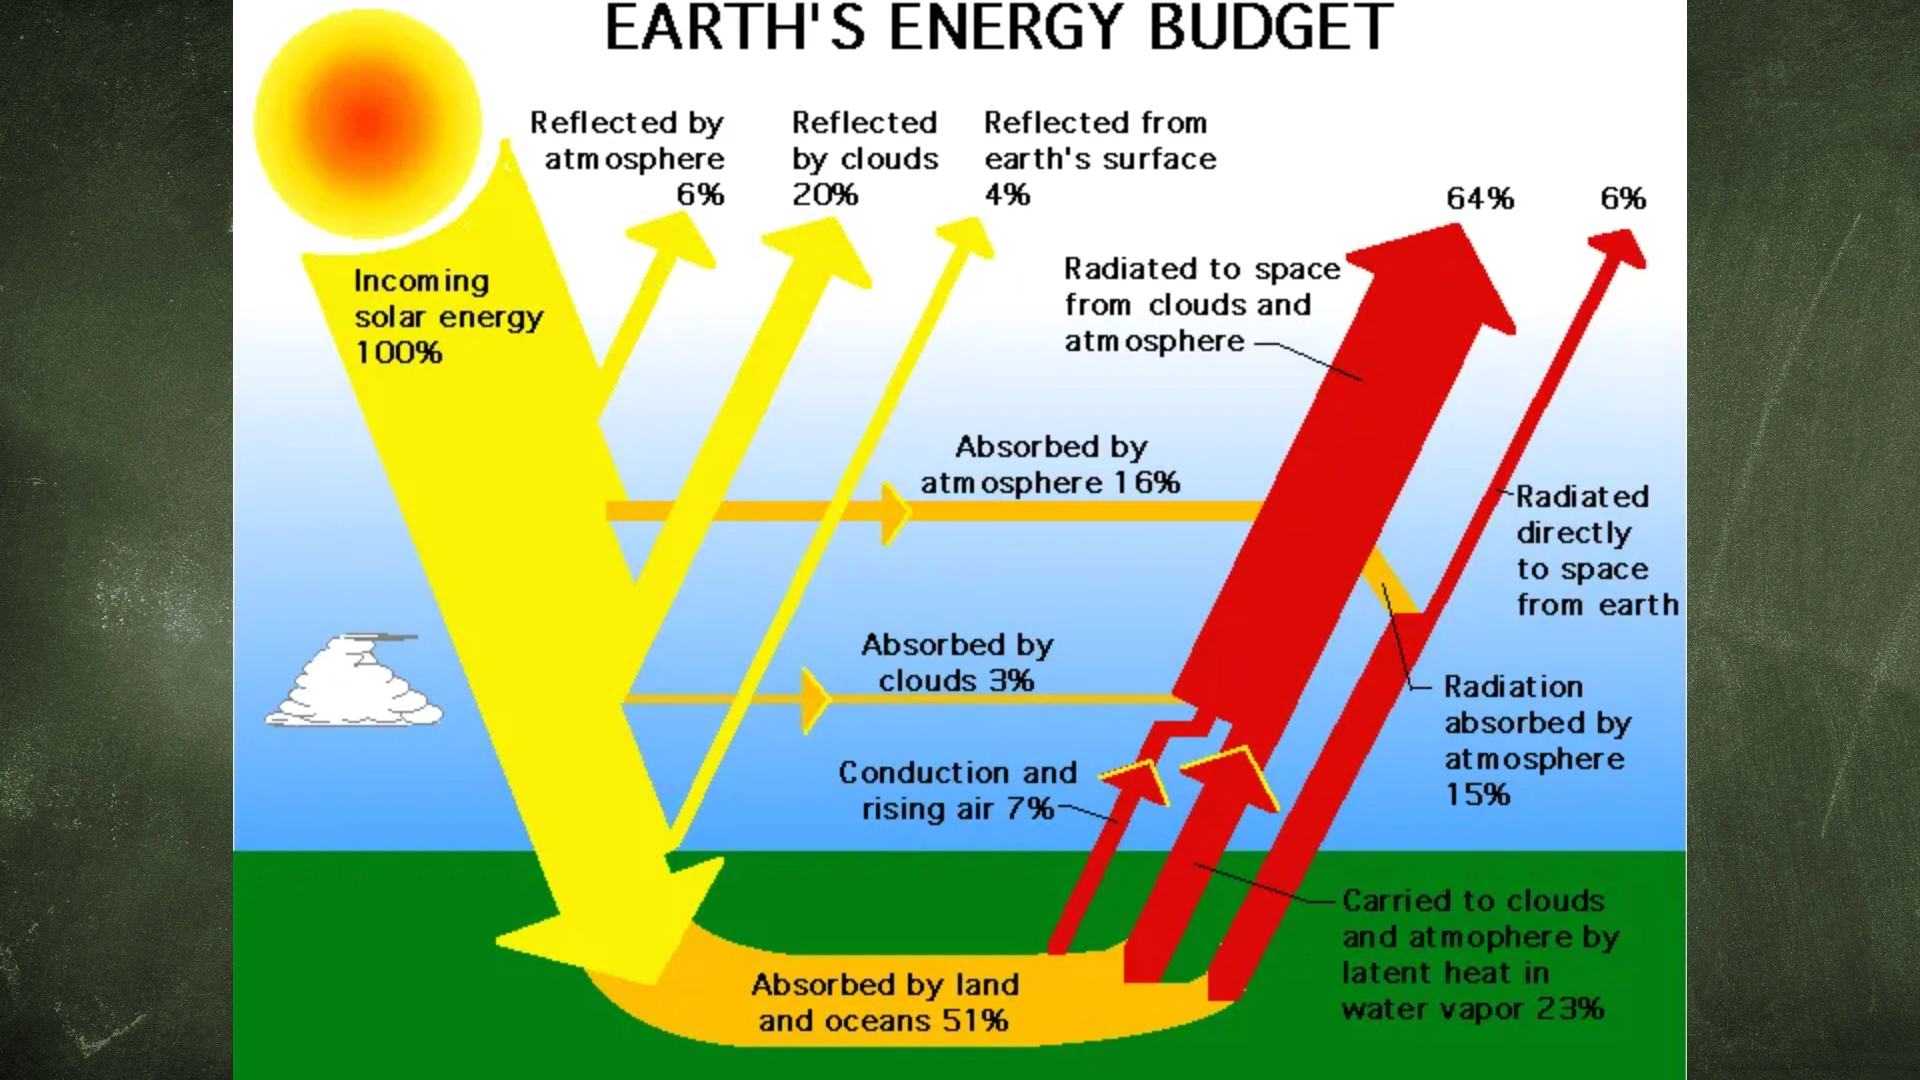 EARTH'S ENERGY BUDGET
Reflected by
atmosphere
6%
Reflected
by clouds
20%
Reflected from
earth's surface
4%
64%
6%
Incoming
solar energy
100%
Radiated to space
from clouds and
atmosphere
Absorbed by
atmosphere 16%
Radiated
directly
to space
from earth
Absorbed by
clouds 3%
Radiation
absorbed by
atmosphere
15%
Conduction and
rising air 7%
Carried to clouds
and atmophere by
latent heat in
water vapor 23%
Absorbed by land
and oceans 51%